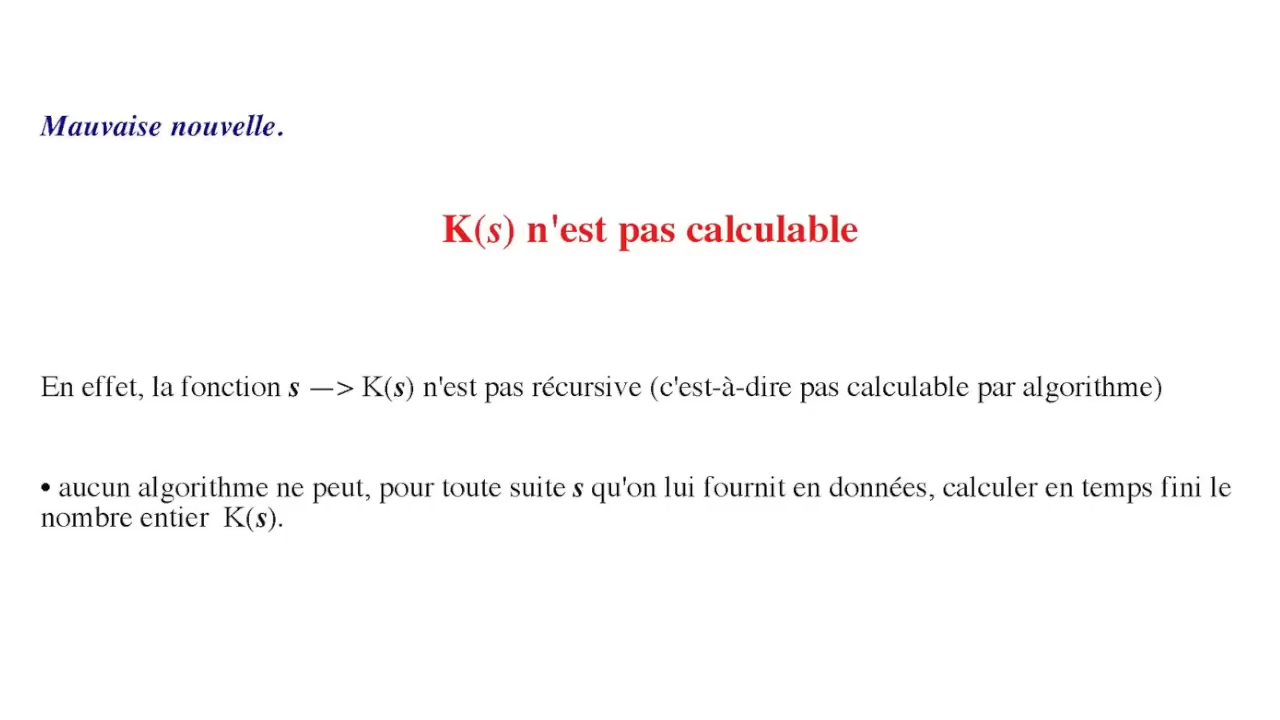 Mauvaise nouvelle.
K(s) n'est pas calculable
En effet, la fonction s —> K(s) n'est pas récursive (c'est-à-dire pas calculable par algorithme)
• aucun algorithme ne peut, pour toute suite s qu'on lui fournit en données, calculer en temps fini le
nombre entier K(s).